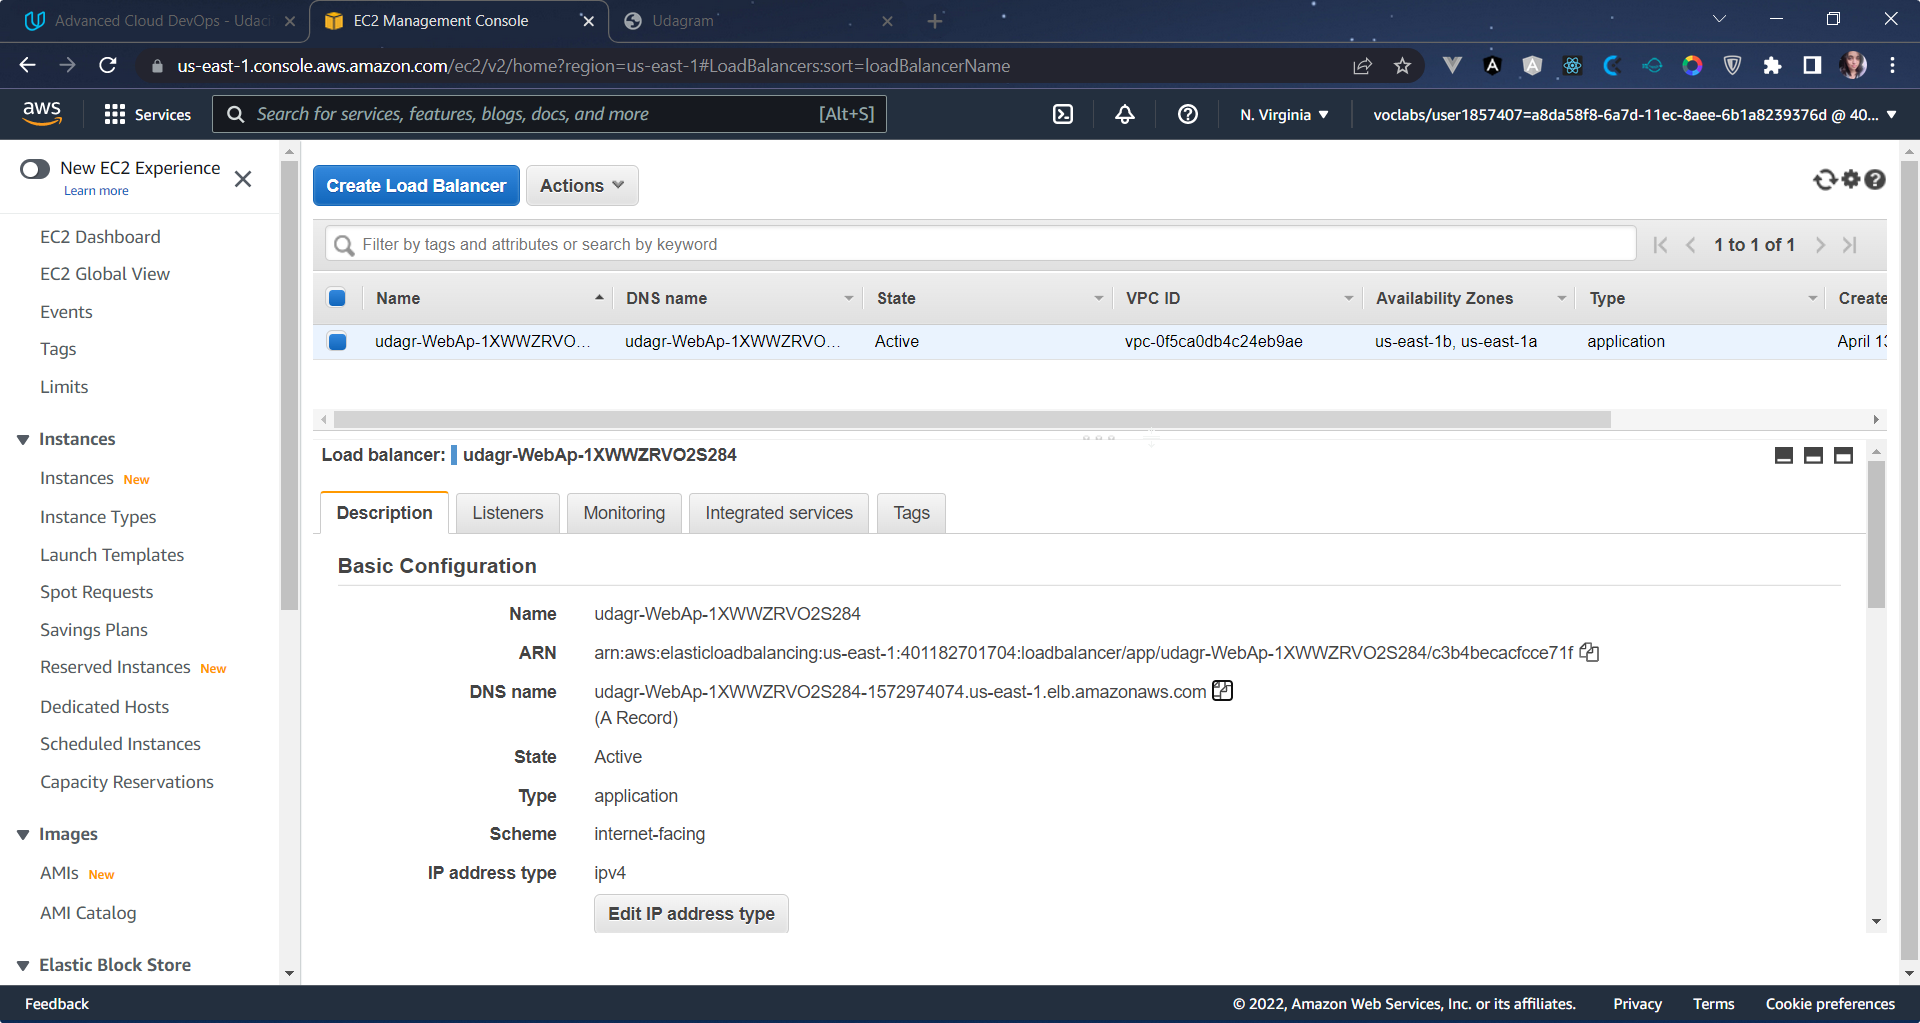 Advanced Cloud DevOps - Udac
EC2 Management Console
Udagram
us-east-1.console.aws.amazon.com/ec2/v2/home?region=us-east-1#LoadBalancers:sort=loadBalancerName
aws
Services
Search for services, features, blogs, docs, and more
[Alt+S]
N. Virginia
voclabs/user1857407=a8da58f8-6a7d-11ec-8aee-6b1a8239376d @ 40...
New EC2 Experience
Learn more
EC2 Dashboard
EC2 Global View
Events
Tags
Limits
Instances
Instances New
Instance Types
Launch Templates
Spot Requests
Savings Plans
Reserved Instances New
Dedicated Hosts
Scheduled Instances
Capacity Reservations
Images
AMIs New
AMI Catalog
Elastic Block Store
Create Load Balancer
Actions
Filter by tags and attributes or search by keyword
1 to 1 of 1
Name DNS name State VPC ID Availability Zones Type Create
udagr-WebAp-1XWWZRVO... udagr-WebAp-1XWWZRVO... Active vpc-0f5ca0db4c24eb9ae us-east-1b, us-east-1a application April 13
Load balancer: udagr-WebAp-1XWWZRVO2S284
Description Listeners Monitoring Integrated services Tags
Basic Configuration
Name udagr-WebAp-1XWWZRVO2S284
ARN arn:aws:elasticloadbalancing:us-east-1:401182701704:loadbalancer/app/udagr-WebAp-1XWWZRVO2S284/c3b4becacfcce71f
DNS name udagr-WebAp-1XWWZRVO2S284-1572974074.us-east-1.elb.amazonaws.com
(A Record)
State Active
Type application
Scheme internet-facing
IP address type ipv4
Edit IP address type
Feedback
© 2022, Amazon Web Services, Inc. or its affiliates. Privacy Terms Cookie preferences